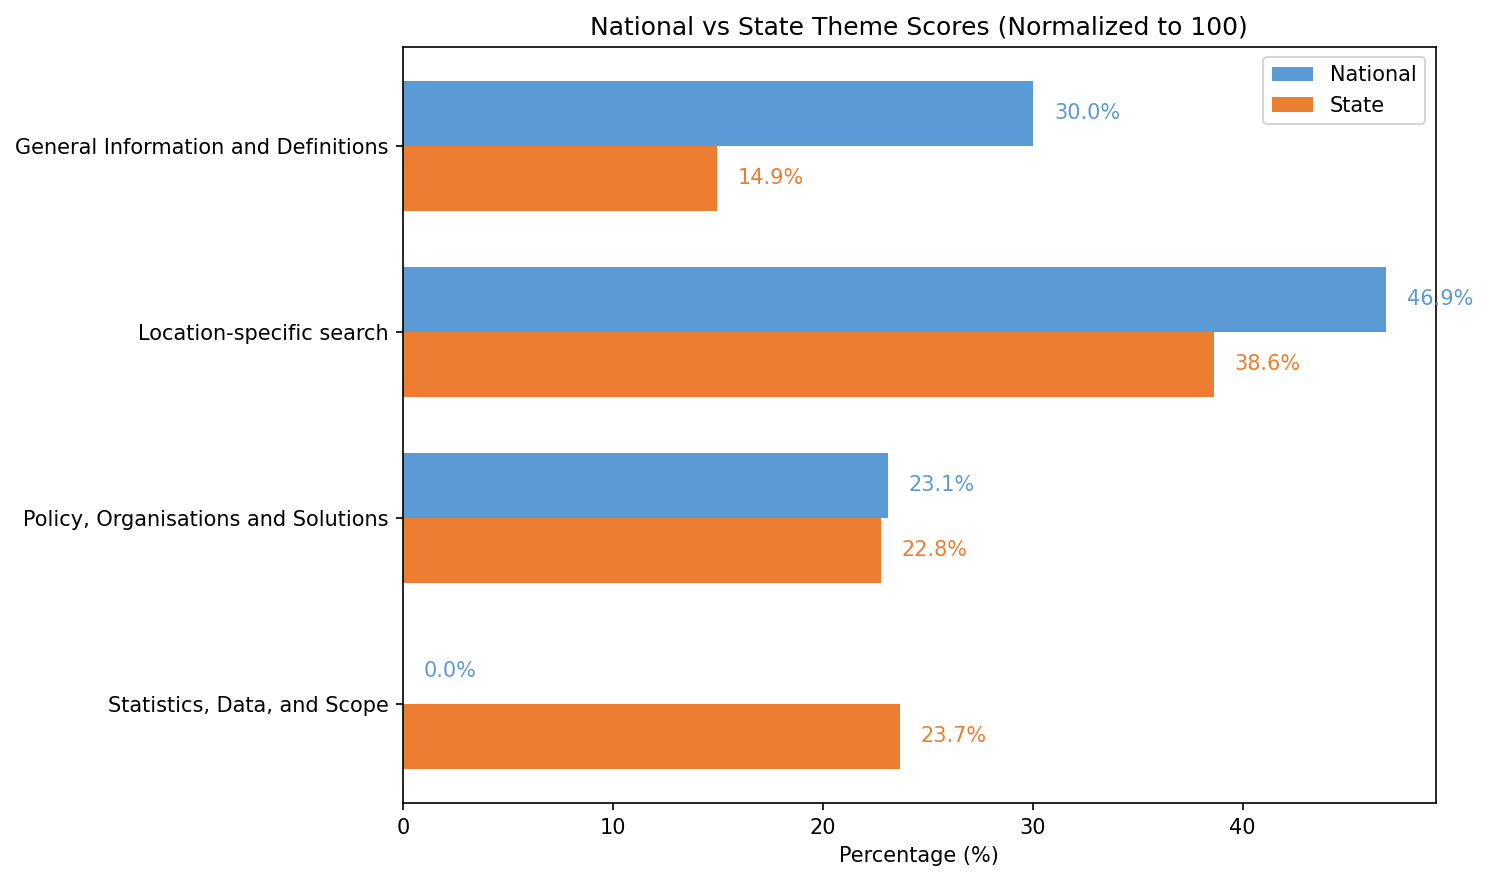 National vs State Theme Scores (Normalized to 100)
National
State
General Information and Definitions
30.0%
14.9%
Location-specific search
46.9%
38.6%
Policy, Organisations and Solutions
23.1%
22.8%
Statistics, Data, and Scope
0.0%
23.7%
0 10 20 30 40
Percentage (%)